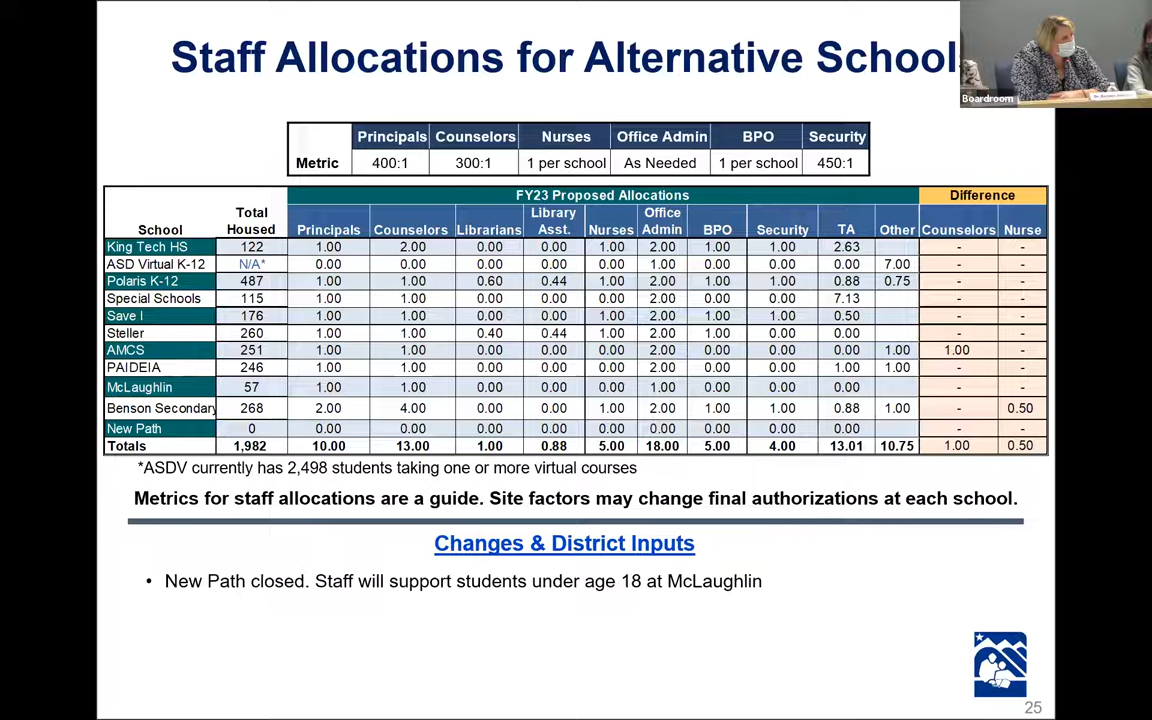 Staff Allocations for Alternative School
Boardroom
Principals Counselors Nurses Office Admin BPO Security
Metric 400:1 300:1 1 per school As Needed 1 per school 450:1
FY23 Proposed Allocations Difference
School Total Housed Principals Counselors Librarians Library Asst. Nurses Office Admin BPO Security TA Other Counselors Nurse
King Tech HS 122 1.00 2.00 0.00 0.00 1.00 2.00 1.00 1.00 2.63 - -
ASD Virtual K-12 N/A* 0.00 0.00 0.00 0.00 0.00 1.00 0.00 0.00 0.00 7.00 - -
Polaris K-12 487 1.00 1.00 0.60 0.44 1.00 2.00 1.00 1.00 0.88 0.75 - -
Special Schools 115 1.00 1.00 0.00 0.00 1.00 2.00 0.00 0.00 7.13 - -
Save I 176 1.00 1.00 0.00 0.00 1.00 2.00 1.00 1.00 0.50 - -
Steller 260 1.00 1.00 0.40 0.44 1.00 2.00 1.00 0.00 0.00 - -
AMCS 251 1.00 1.00 0.00 0.00 0.00 2.00 0.00 0.00 0.00 1.00 1.00 -
PAIDEIA 246 1.00 1.00 0.00 0.00 0.00 2.00 0.00 0.00 1.00 1.00 - -
McLaughlin 57 1.00 1.00 0.00 0.00 0.00 1.00 0.00 0.00 0.00 - -
Benson Secondary 268 2.00 4.00 0.00 0.00 1.00 2.00 1.00 1.00 0.88 1.00 - 0.50
New Path 0 0.00 0.00 0.00 0.00 0.00 0.00 0.00 0.00 0.00 - -
Totals 1,982 10.00 13.00 1.00 0.88 5.00 18.00 5.00 4.00 13.01 10.75 1.00 0.50
*ASDV currently has 2,498 students taking one or more virtual courses
Metrics for staff allocations are a guide. Site factors may change final authorizations at each school.
Changes & District Inputs
• New Path closed. Staff will support students under age 18 at McLaughlin
25